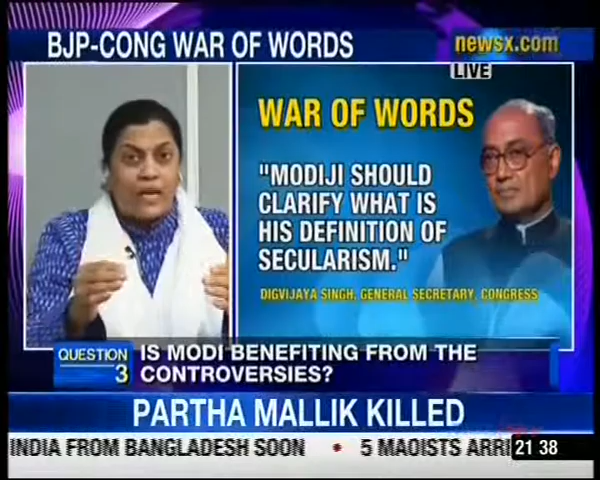 BJP-CONG WAR OF WORDS
newsx.com
LIVE
WAR OF WORDS
"MODIJI SHOULD
CLARIFY WHAT IS
HIS DEFINITION OF
SECULARISM."
DIGVIJAYA SINGH, GENERAL SECRETARY, CONGRESS
QUESTION 3
IS MODI BENEFITING FROM THE
CONTROVERSIES?
PARTHA MALLIK KILLED
INDIA FROM BANGLADESH SOON • 5 MAOISTS ARRI
21 38